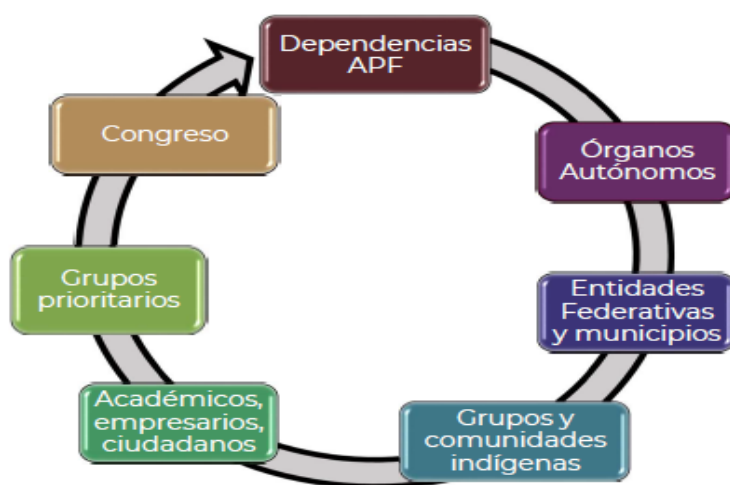 Dependencias
APF
Órganos
Autónomos
Entidades
Federativas
y municipios
Grupos y
comunidades
indígenas
Académicos,
empresarios,
ciudadanos
Grupos
prioritarios
Congreso